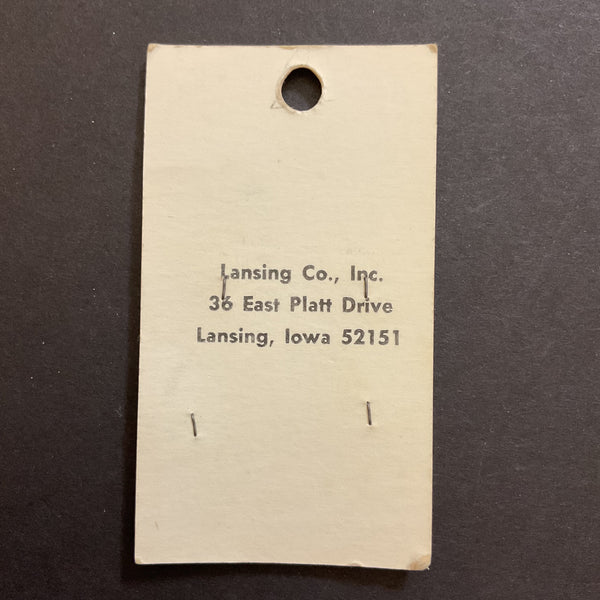 Lansing Co., Inc.
36 East Platt Drive
Lansing, Iowa 52151